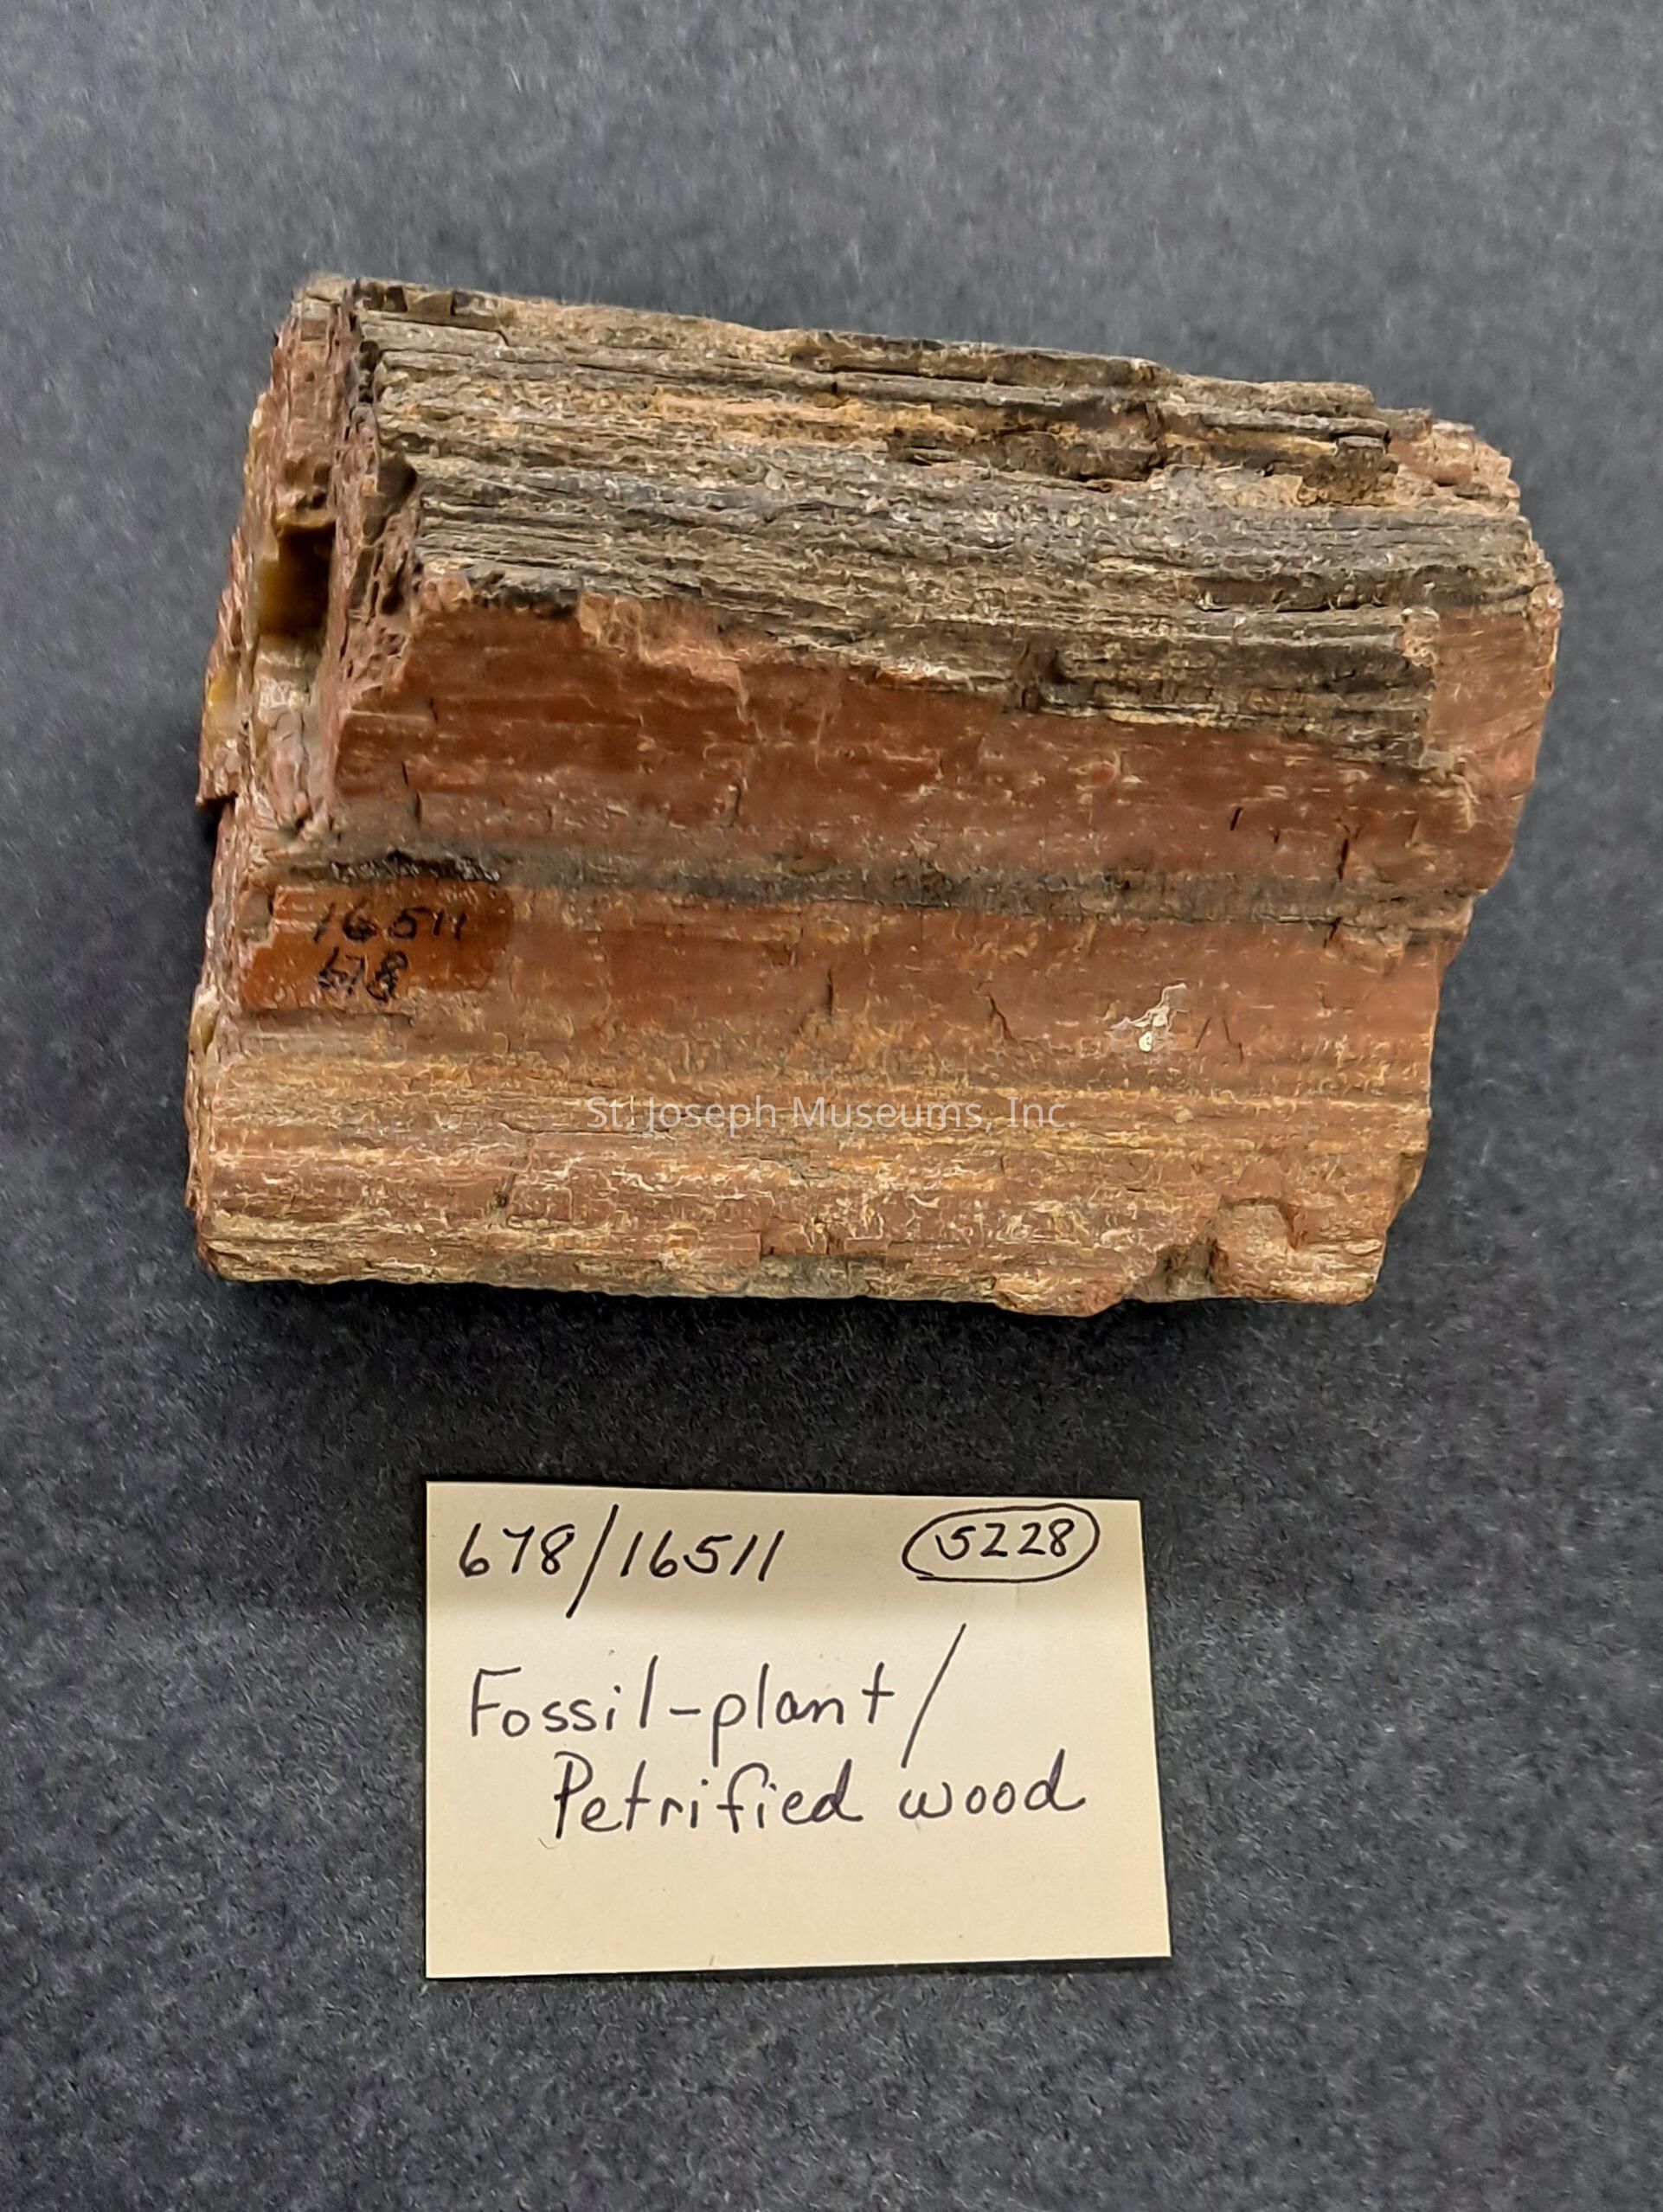 16511
678
St. Joseph Museums, Inc.
678/16511 5228
Fossil-plant/
Petrified wood